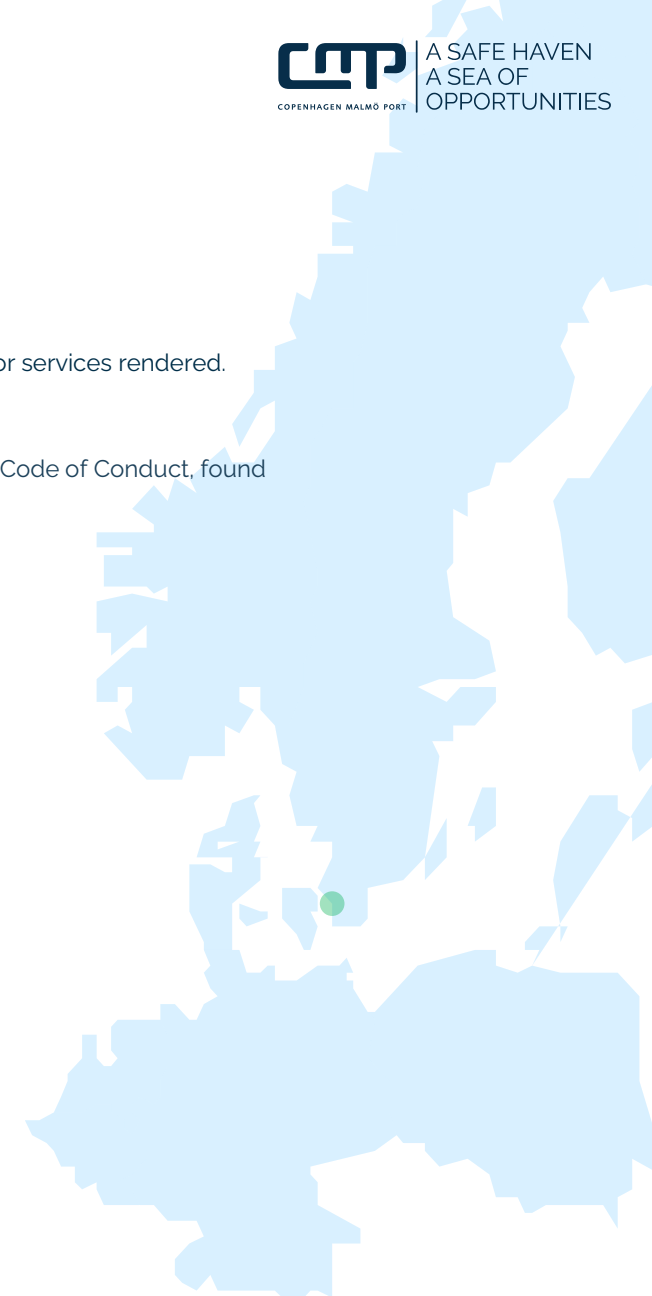 cmp
COPENHAGEN MALMÖ PORT
A SAFE HAVEN
A SEA OF
OPPORTUNITIES
or services rendered.
Code of Conduct, found